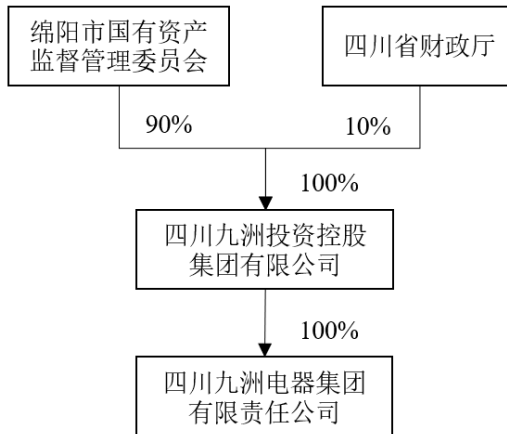 绵阳市国有资产
监督管理委员会
四川省财政厅
90%
10%
100%
四川九洲投资控股
集团有限公司
100%
四川九洲电器集团
有限责任公司